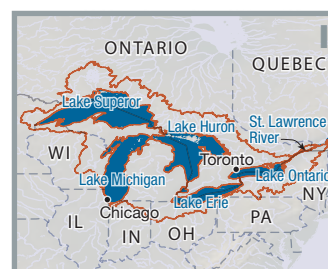 ONTARIO
QUEBEC
Lake Superor
Lake Huron
St. Lawrence
River
WI
Toronto
Lake Michigan
Lake Ontario
NY
Lake Erie
Chicago
PA
IL
IN
OH